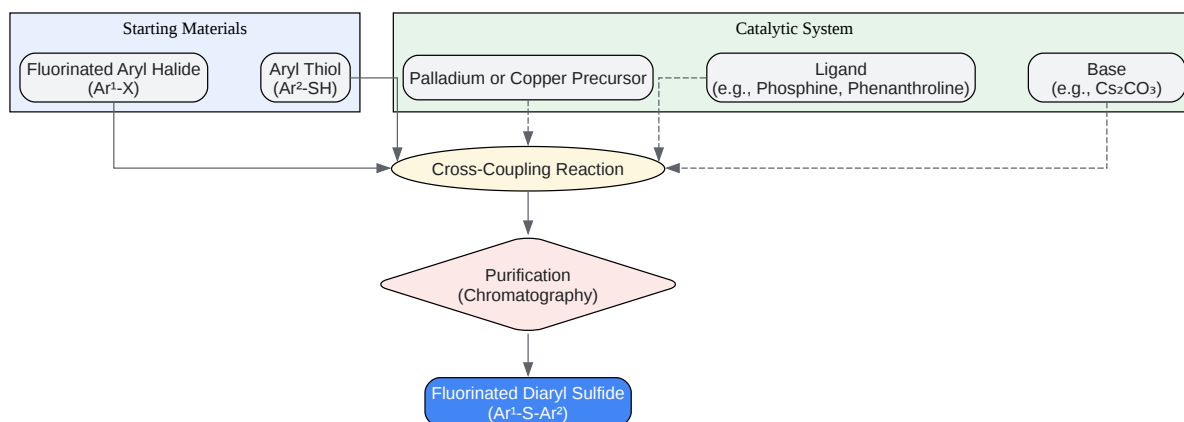 Starting Materials
Catalytic System
Fluorinated Aryl Halide
(Ar¹-X)
Aryl Thiol
(Ar²-SH)
Palladium or Copper Precursor
Ligand
(e.g., Phosphine, Phenanthroline)
Base
(e.g., Cs₂CO₃)
Cross-Coupling Reaction
Purification
(Chromatography)
Fluorinated Diaryl Sulfide
(Ar¹-S-Ar²)